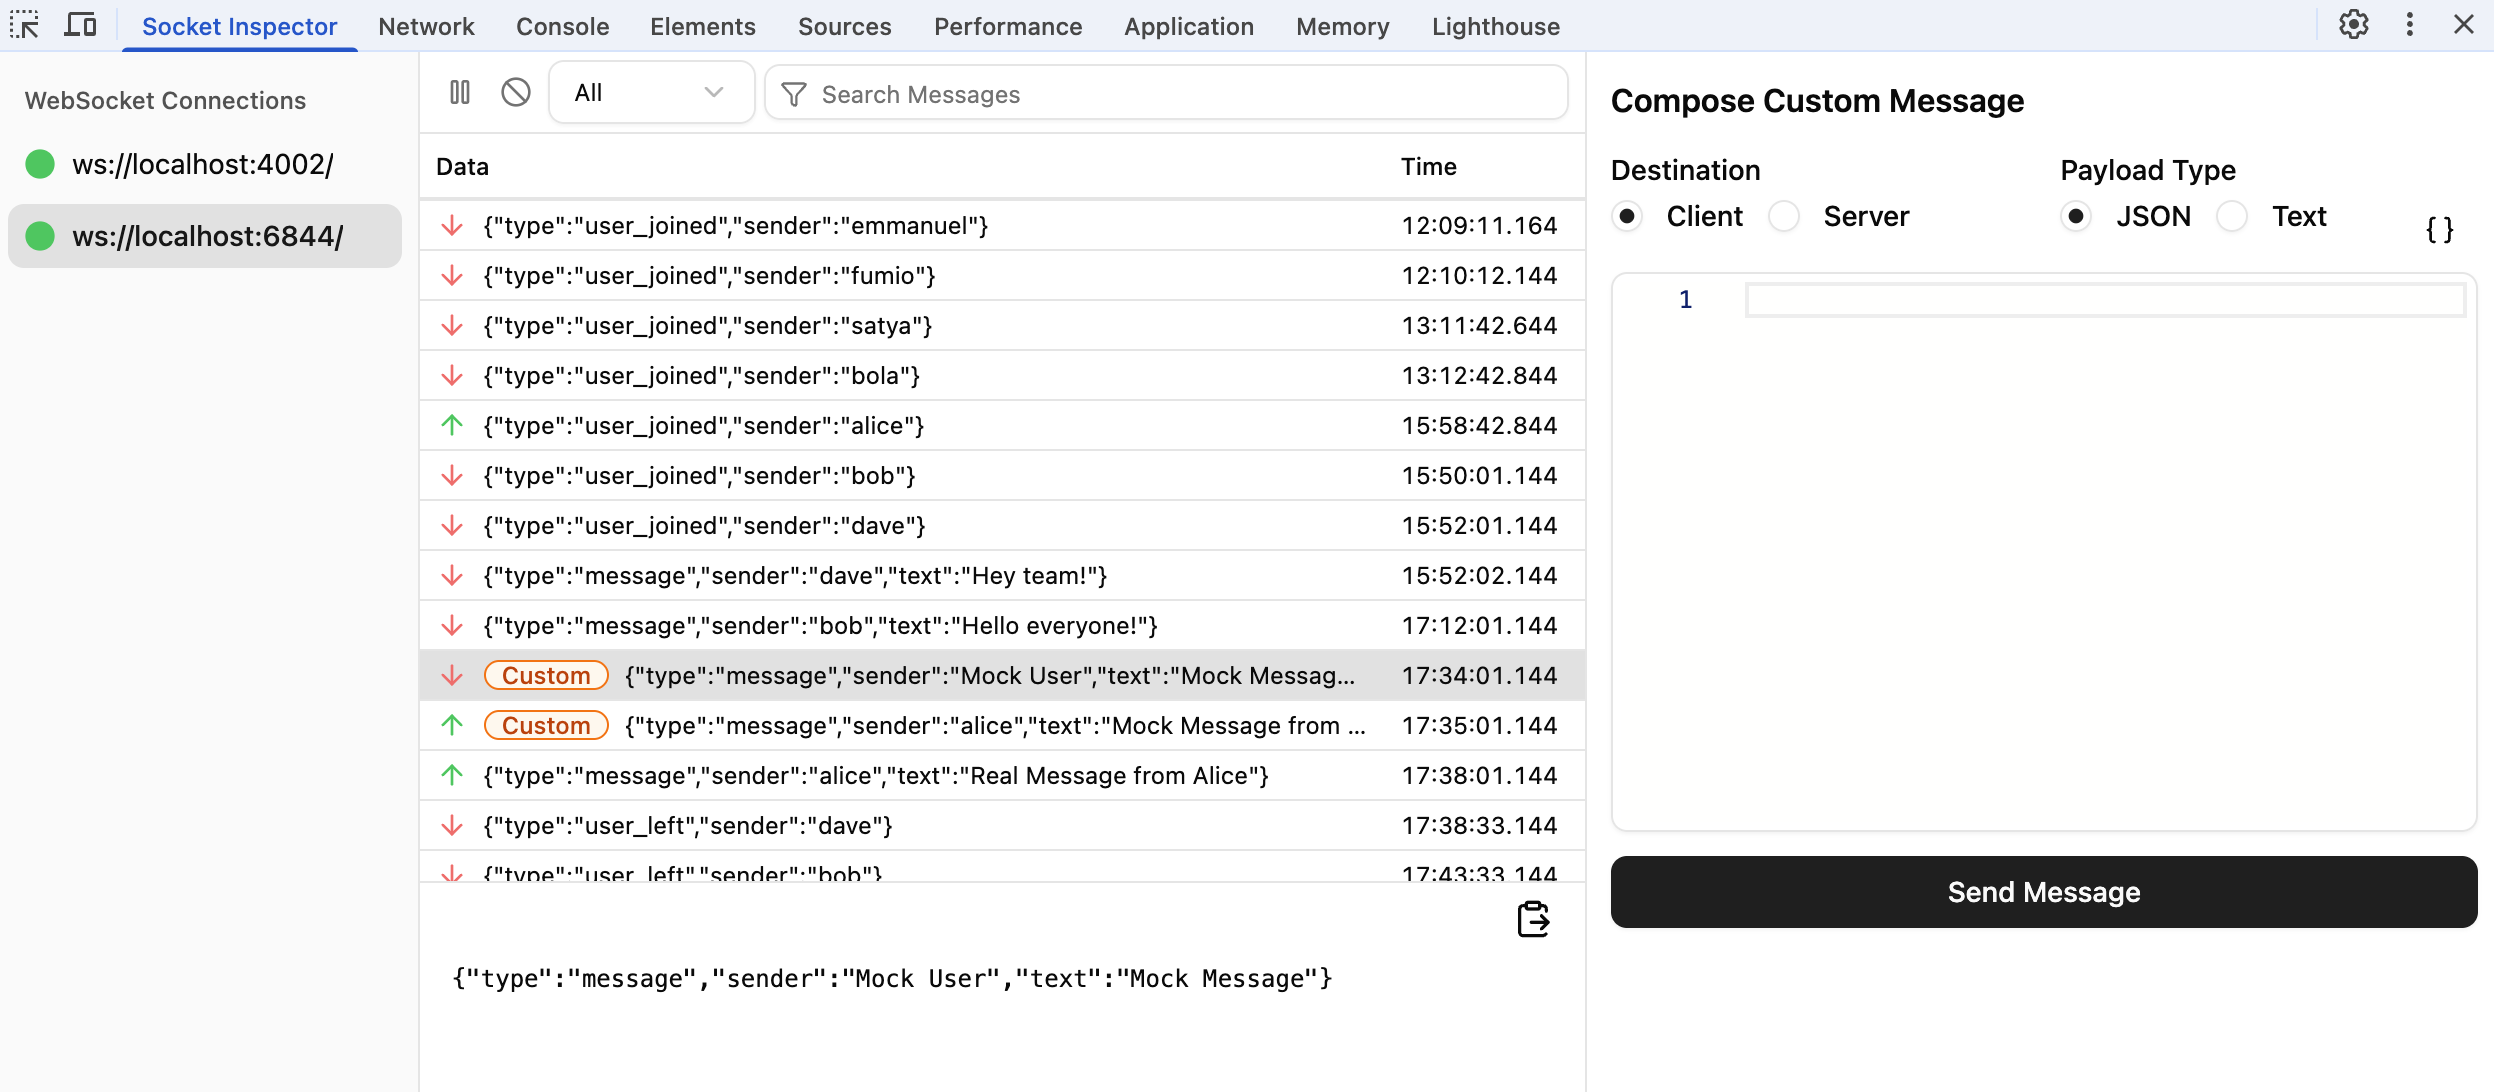 Socket Inspector Network Console Elements Sources Performance Application Memory Lighthouse
WebSocket Connections
ws://localhost:4002/
ws://localhost:6844/
All
Search Messages
Data Time
{"type":"user_joined","sender":"emmanuel"} 12:09:11.164
{"type":"user_joined","sender":"fumio"} 12:10:12.144
{"type":"user_joined","sender":"satya"} 13:11:42.644
{"type":"user_joined","sender":"bola"} 13:12:42.844
{"type":"user_joined","sender":"alice"} 15:58:42.844
{"type":"user_joined","sender":"bob"} 15:50:01.144
{"type":"user_joined","sender":"dave"} 15:52:01.144
{"type":"message","sender":"dave","text":"Hey team!"} 15:52:02.144
{"type":"message","sender":"bob","text":"Hello everyone!"} 17:12:01.144
Custom {"type":"message","sender":"Mock User","text":"Mock Messag... 17:34:01.144
Custom {"type":"message","sender":"alice","text":"Mock Message from ... 17:35:01.144
{"type":"message","sender":"alice","text":"Real Message from Alice"} 17:38:01.144
{"type":"user_left","sender":"dave"} 17:38:33.144
{"type":"user_left","sender":"bob"} 17:43:33.144
{"type":"message","sender":"Mock User","text":"Mock Message"}
Compose Custom Message
Destination Payload Type
Client Server JSON Text { }
1
Send Message